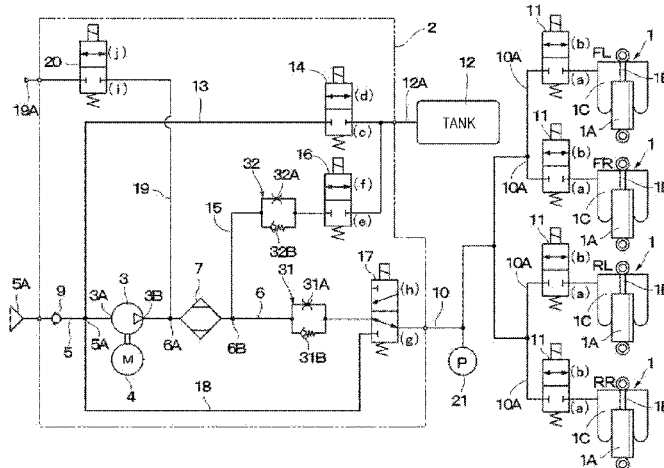 11
20
(j)
(i)
19A
2
14
(d)
(c)
12A
12
TANK
13
10A
(b)
(a)
FL
1
1B
1C
1A
11
16
(f)
(e)
32
32A
32B
15
19
10A
(b)
(a)
FR
1
1B
1C
1A
5A
9
3
3A
3B
7
31
31A
31B
6
17
(h)
(g)
10
11
10A
(b)
(a)
RL
1
1B
1C
1A
5
5A
M
4
6A
6B
18
P
21
11
10A
(b)
(a)
RR
1
1B
1C
1A